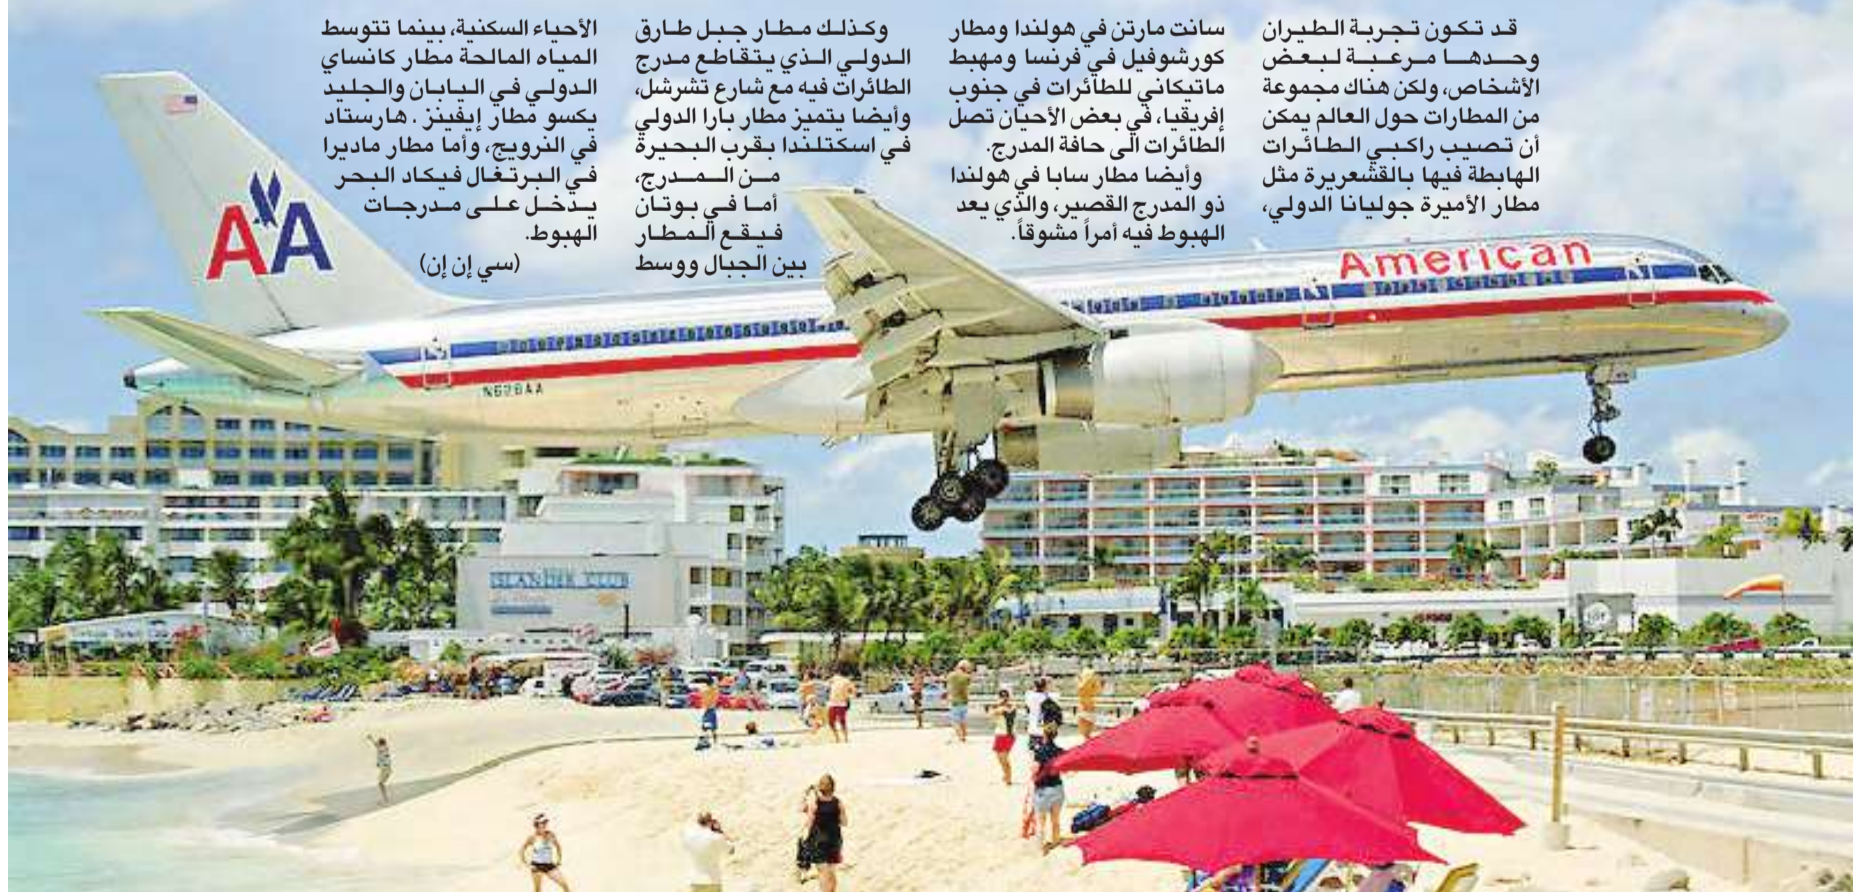 قد تكون تجربة الطيران
وحدها مرعبة لبعض
الأشخاص، ولكن هناك مجموعة
من المطارات حول العالم يمكن
أن تصيب راكبي الطائرات
الهابطة فيها بالقشعريرة مثل
مطار الأميرة جوليانا الدولي،
سانت مارتن في هولندا ومطار
كورشوفيل في فرنسا ومهبط
ماتيكاني للطائرات في جنوب
إفريقيا، في بعض الأحيان تصل
الطائرات الى حافة المدرج.
وأيضا مطار سابا في هولندا
ذو المدرج القصير، والذي يعد
الهبوط فيه أمراً مشوقاً.
وكذلك مطار جبل طارق
الدولي الذي يتقاطع مدرج
الطائرات فيه مع شارع تشرشل،
وأيضا يتميز مطار بارا الدولي
في اسكتلندا بقرب البحيرة
من المدرج،
أما في بوتان
فيقع المطار
بين الجبال ووسط
الأحياء السكنية، بينما تتوسط
المياه المالحة مطار كانساي
الدولي في اليابان والجليد
يكسو مطار إيفينز. هارستاد
في النرويج، وأما مطار ماديرا
في البرتغال فيكاد البحر
يدخل على مدرجات
الهبوط.
(سي إن إن)
AA
American
N626AA
ISLANDER CLUB